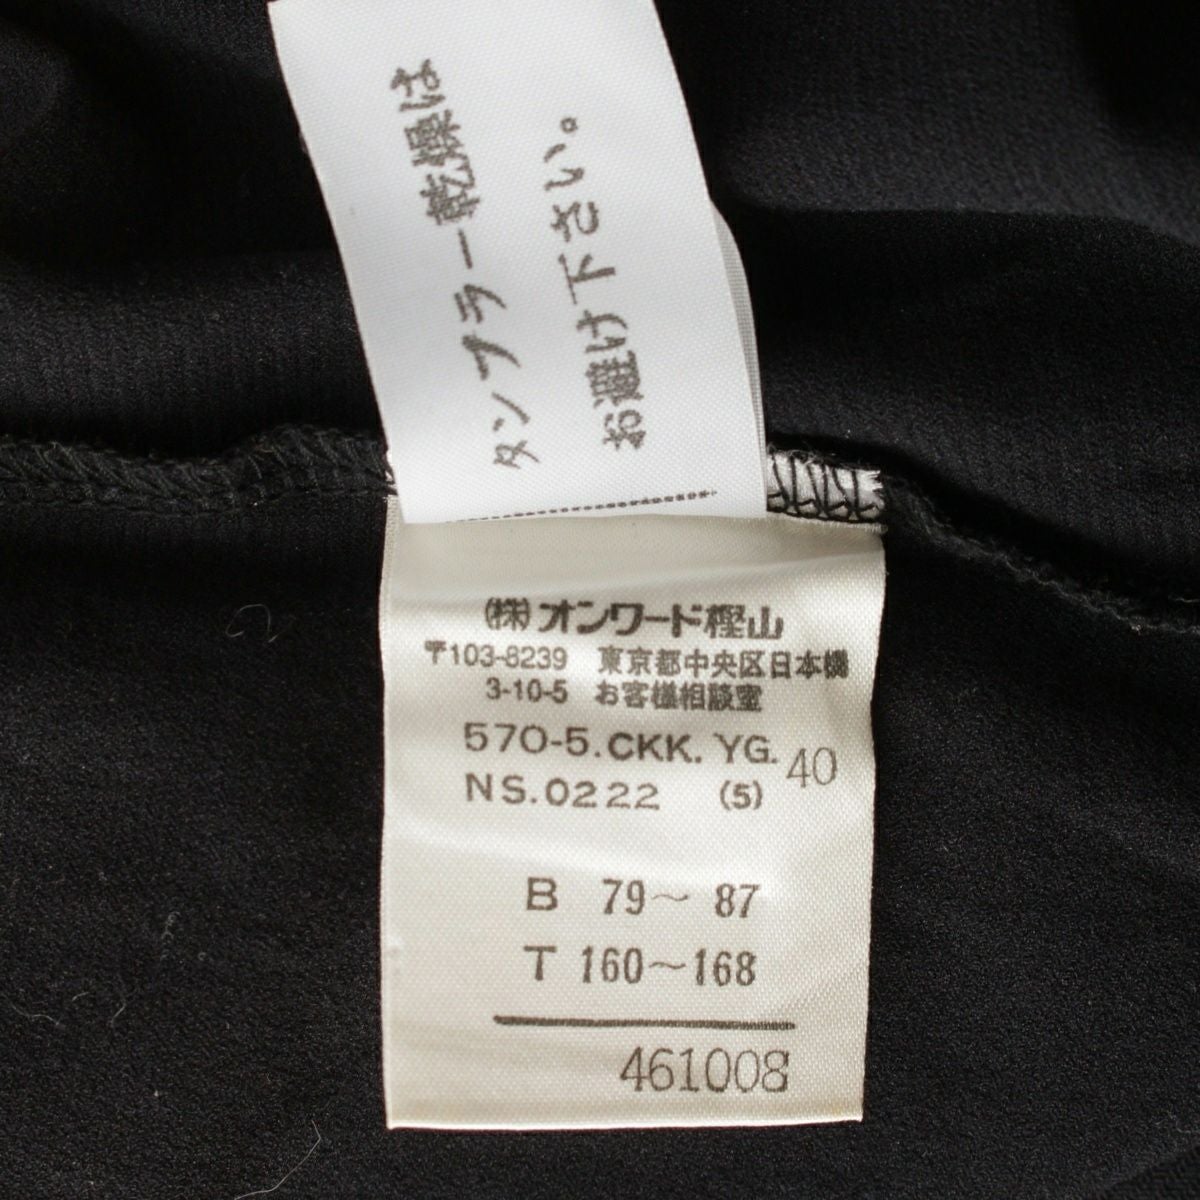 タンブラー乾燥は
お避け下さい。
(株)オンワード樫山
〒103-8239 東京都中央区日本橋
3-10-5 お客様相談室
570-5.CKK. YG. 40
NS.0222 (5)
B 79～87
T 160～168
461008